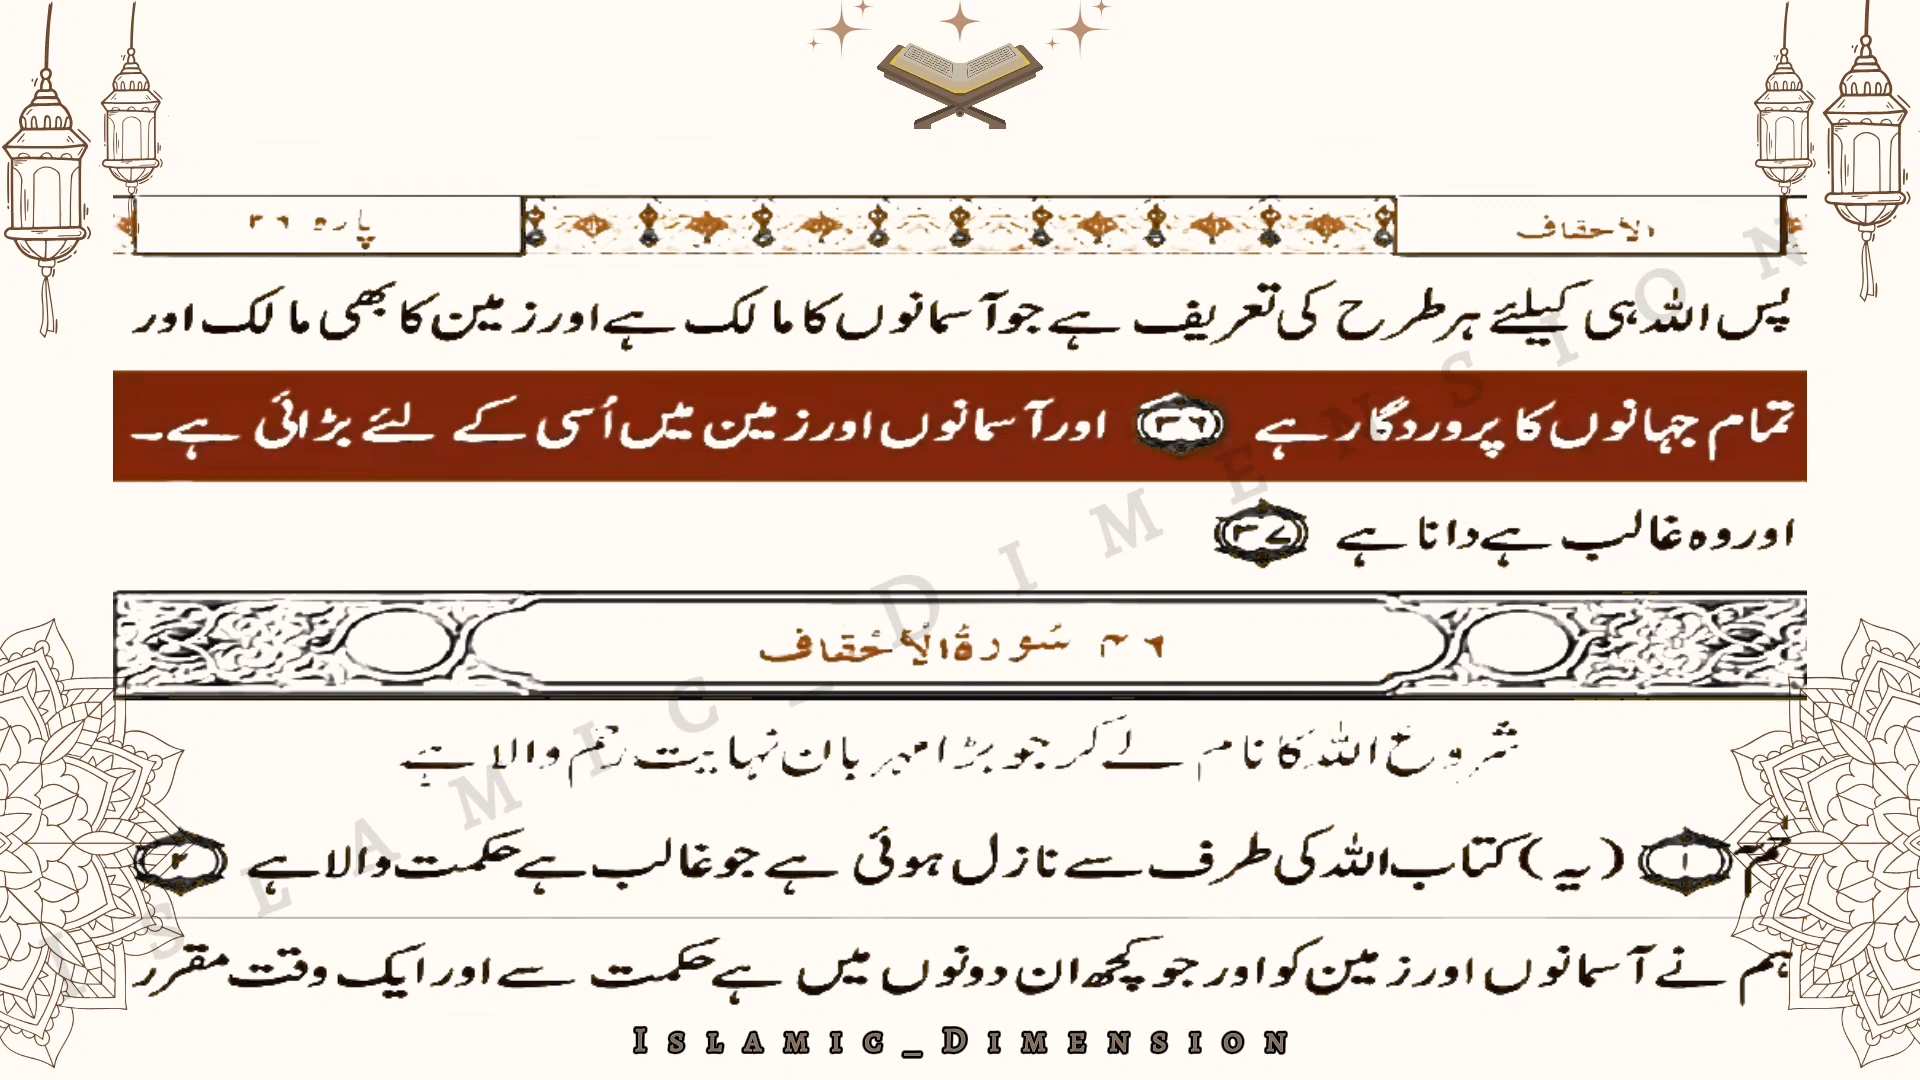 الاحقاف
پارہ ۲۶
پس اللہ ہی کیلئے ہر طرح کی تعریف ہے جو آسمانوں کا مالک ہے اور زمین کا بھی مالک اور
تمام جہانوں کا پروردگار ہے ۳۶ اور آسمانوں اور زمین میں اُسی کے لئے بڑائی ہے۔
اور وہ غالب ہے دانا ہے ۳۷
۴۶ سُورَةُ الْأَحْقَاف
شروع اللہ کا نام لے کر جو بڑا مہربان نہایت رحم والا ہے
حٰمٓ ۱ (یہ) کتاب اللہ کی طرف سے نازل ہوئی ہے جو غالب ہے حکمت والا ہے ۲
ہم نے آسمانوں اور زمین کو اور جو کچھ ان دونوں میں ہے حکمت سے اور ایک وقت مقرر
ISLAMIC_DIMENSION
ISLAMIC_DIMENSION